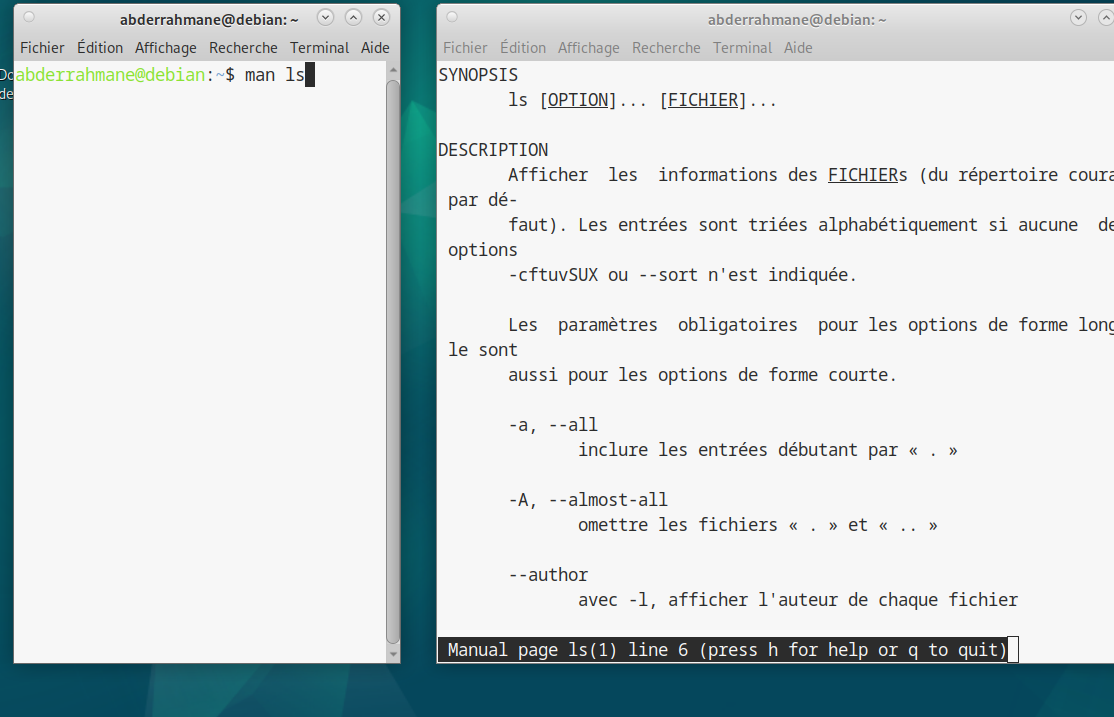 abderrahmane@debian: ~
Fichier Édition Affichage Recherche Terminal Aide
abderrahmane@debian:~$ man ls
Do
de
abderrahmane@debian: ~
Fichier Édition Affichage Recherche Terminal Aide
SYNOPSIS
ls [OPTION]... [FICHIER]...
DESCRIPTION
Afficher les informations des FICHIERs (du répertoire coura
par dé-
faut). Les entrées sont triées alphabétiquement si aucune de
options
-cftuvSUX ou --sort n'est indiquée.
Les paramètres obligatoires pour les options de forme long
le sont
aussi pour les options de forme courte.
-a, --all
inclure les entrées débutant par « . »
-A, --almost-all
omettre les fichiers « . » et « .. »
--author
avec -l, afficher l'auteur de chaque fichier
Manual page ls(1) line 6 (press h for help or q to quit)